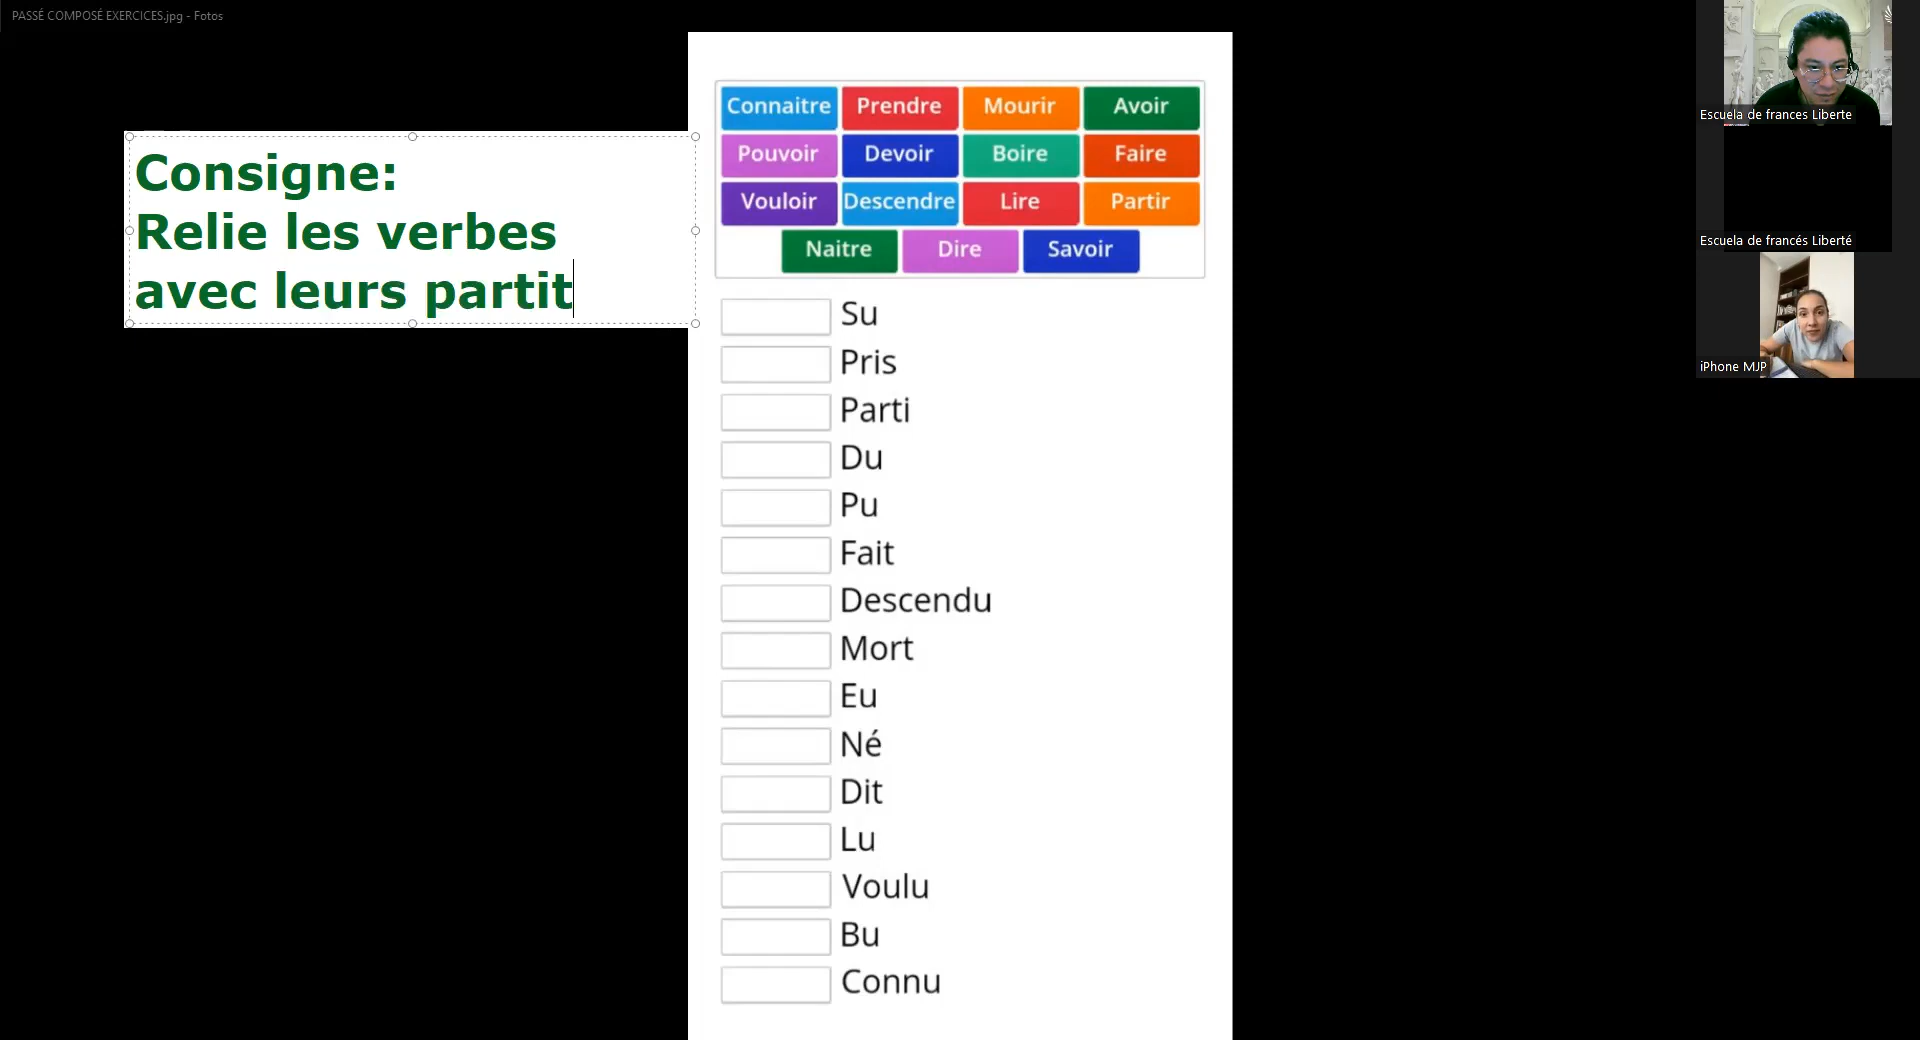 PASSÉ COMPOSÉ EXERCICES.jpg - Fotos
Consigne:
Relie les verbes
avec leurs partit
Connaitre Prendre Mourir Avoir
Pouvoir Devoir Boire Faire
Vouloir Descendre Lire Partir
Naitre Dire Savoir
Su
Pris
Parti
Du
Pu
Fait
Descendu
Mort
Eu
Né
Dit
Lu
Voulu
Bu
Connu
Escuela de frances Liberte
Escuela de francés Liberté
iPhone MJP